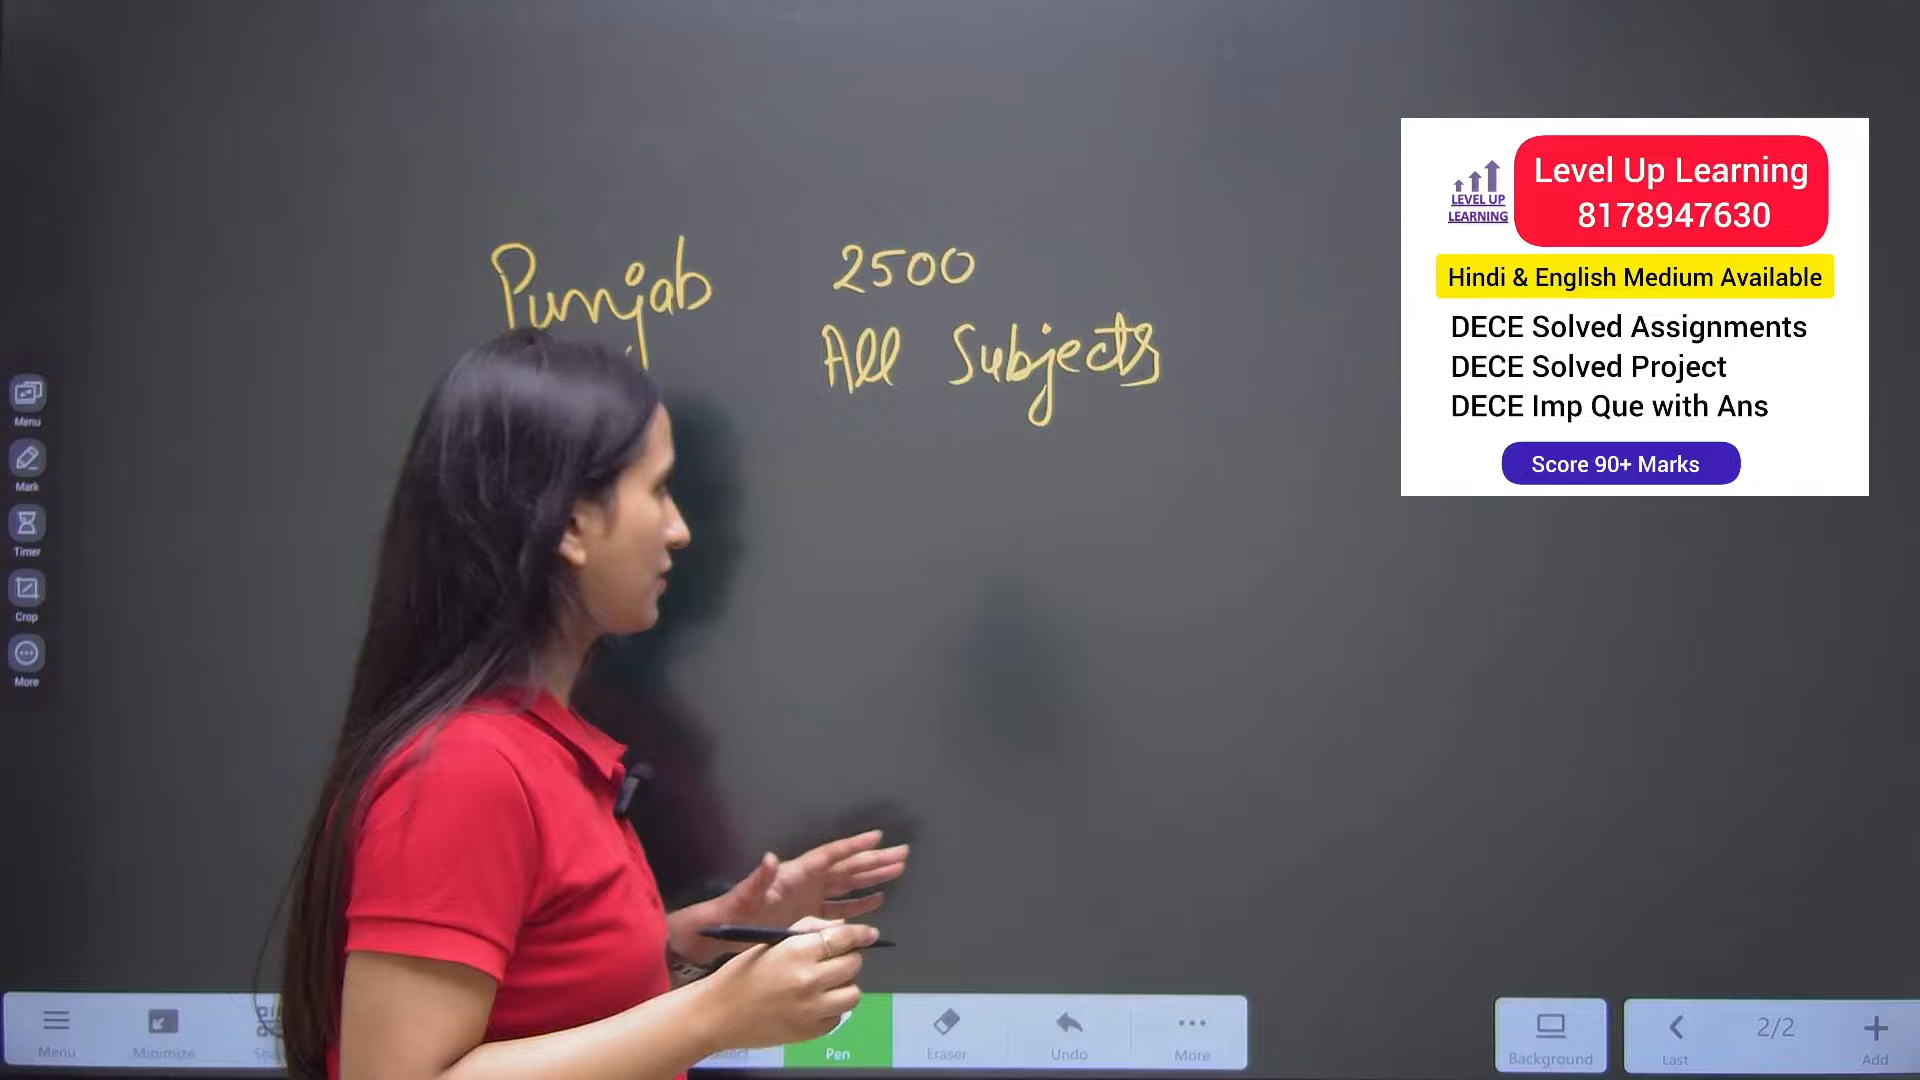 Punjab 2500
All Subjects
LEVEL UP
LEARNING
Level Up Learning
8178947630
Hindi & English Medium Available
DECE Solved Assignments
DECE Solved Project
DECE Imp Que with Ans
Score 90+ Marks
Menu
Mark
Timer
Crop
More
Menu
Minimize
Pen
Eraser
Undo
More
Background
Last
2/2
Add